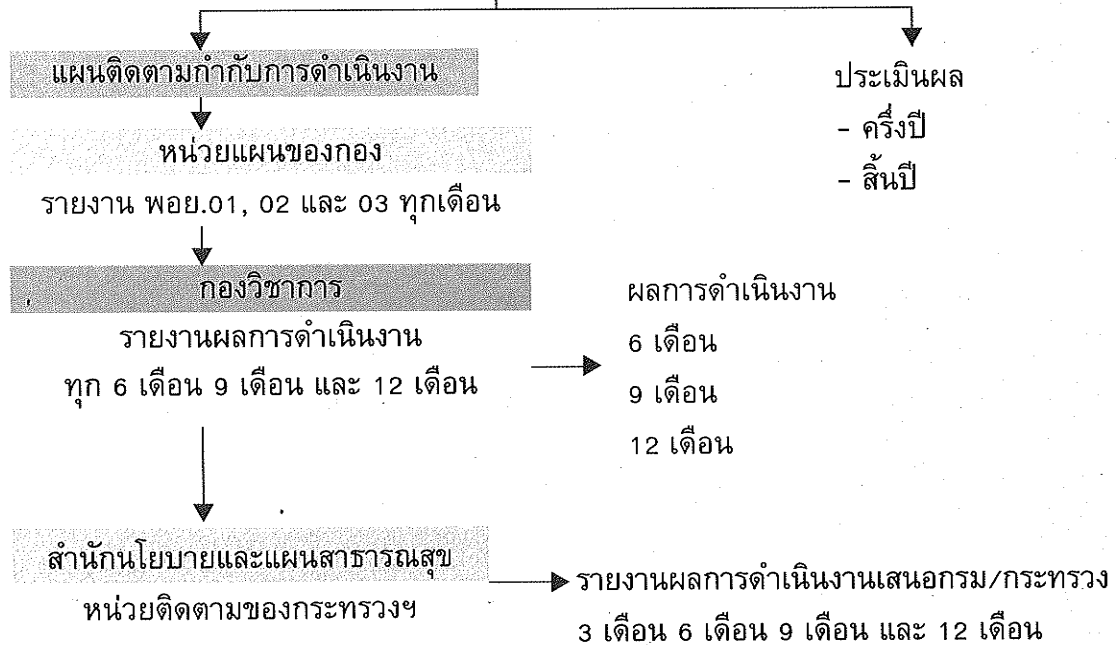 แผนติดตามกำกับการดำเนินงาน
ประเมินผล
- ครึ่งปี
- สิ้นปี
หน่วยแผนของกอง
รายงาน พอย.01, 02 และ 03 ทุกเดือน
กองวิชาการ
รายงานผลการดำเนินงาน
ทุก 6 เดือน 9 เดือน และ 12 เดือน
ผลการดำเนินงาน
6 เดือน
9 เดือน
12 เดือน
สำนักนโยบายและแผนสาธารณสุข
หน่วยติดตามของกระทรวงฯ
รายงานผลการดำเนินงานเสนอกรม/กระทรวง
3 เดือน 6 เดือน 9 เดือน และ 12 เดือน